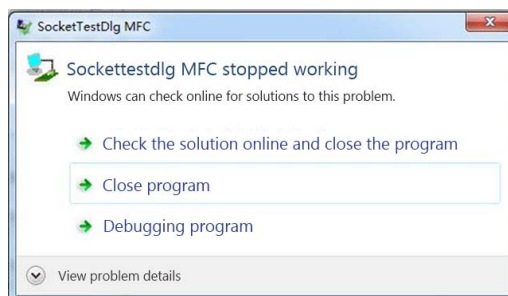 SocketTestDlg MFC
Sockettestdlg MFC stopped working
Windows can check online for solutions to this problem.
Check the solution online and close the program
Close program
Debugging program
View problem details